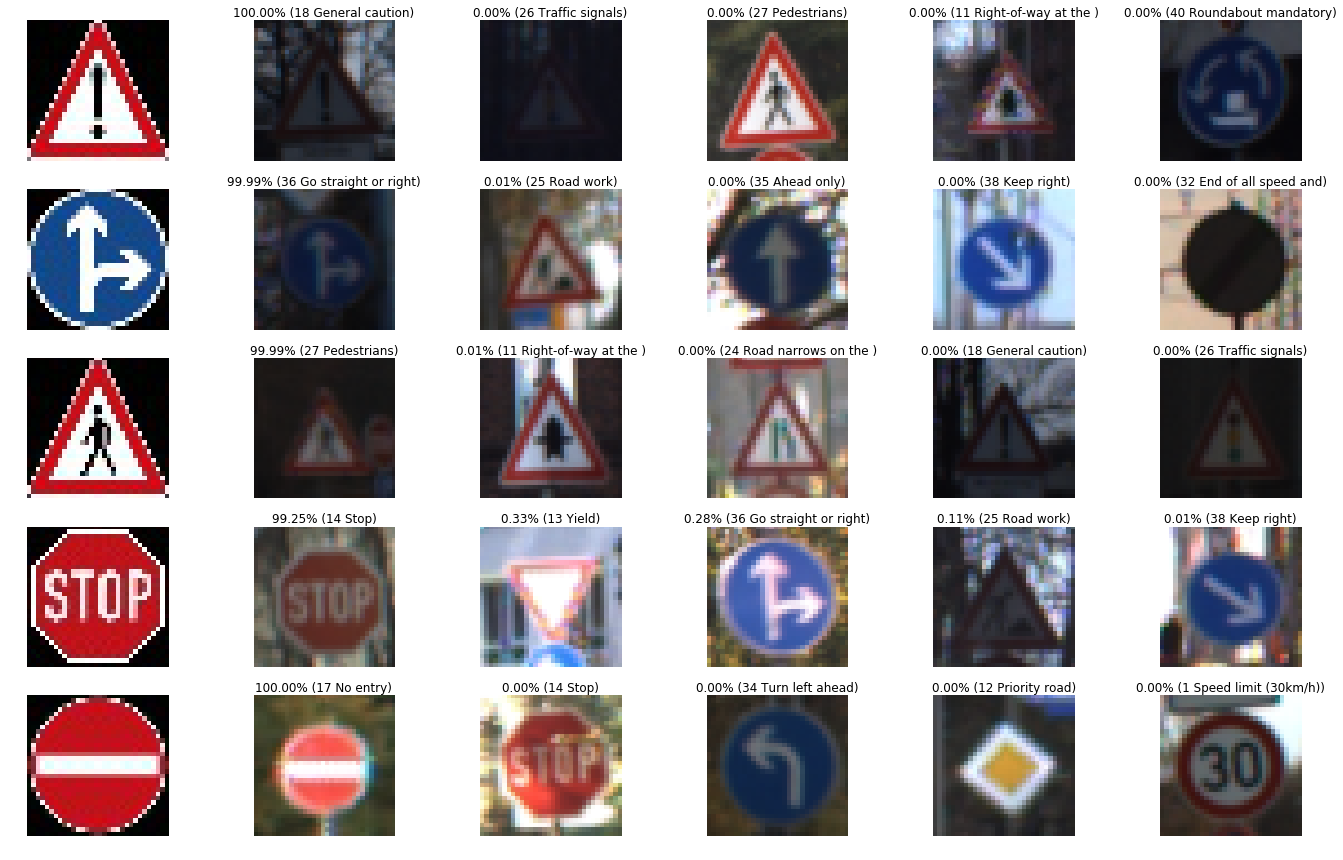 100.00% (18 General caution)
0.00% (26 Traffic signals)
0.00% (27 Pedestrians)
0.00% (11 Right-of-way at the )
0.00% (40 Roundabout mandatory)
99.99% (36 Go straight or right)
0.01% (25 Road work)
0.00% (35 Ahead only)
0.00% (38 Keep right)
0.00% (32 End of all speed and)
99.99% (27 Pedestrians)
0.01% (11 Right-of-way at the )
0.00% (24 Road narrows on the )
0.00% (18 General caution)
0.00% (26 Traffic signals)
99.25% (14 Stop)
0.33% (13 Yield)
0.28% (36 Go straight or right)
0.11% (25 Road work)
0.01% (38 Keep right)
STOP
STOP
100.00% (17 No entry)
0.00% (14 Stop)
0.00% (34 Turn left ahead)
0.00% (12 Priority road)
0.00% (1 Speed limit (30km/h))
STOP
30